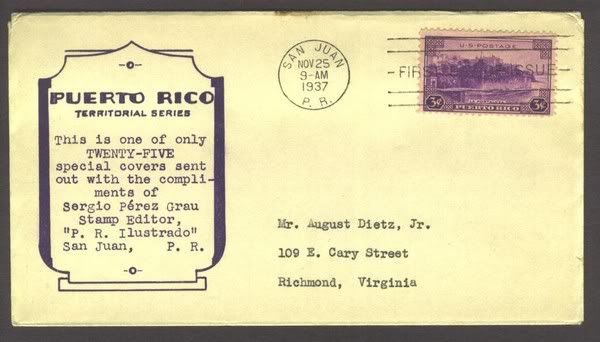 PUERTO RICO
TERRITORIAL SERIES
This is one of only
TWENTY-FIVE
special covers sent
out with the compli-
ments of
Sergio Pérez Grau
Stamp Editor,
"P. R. Ilustrado"
San Juan, P. R.
SAN JUAN
NOV 25
9-AM
1937
P. R.
U·S·POSTAGE
FIRST DAY OF ISSUE
3¢ PUERTO RICO 3¢
Mr. August Dietz, Jr.
109 E. Cary Street
Richmond, Virginia